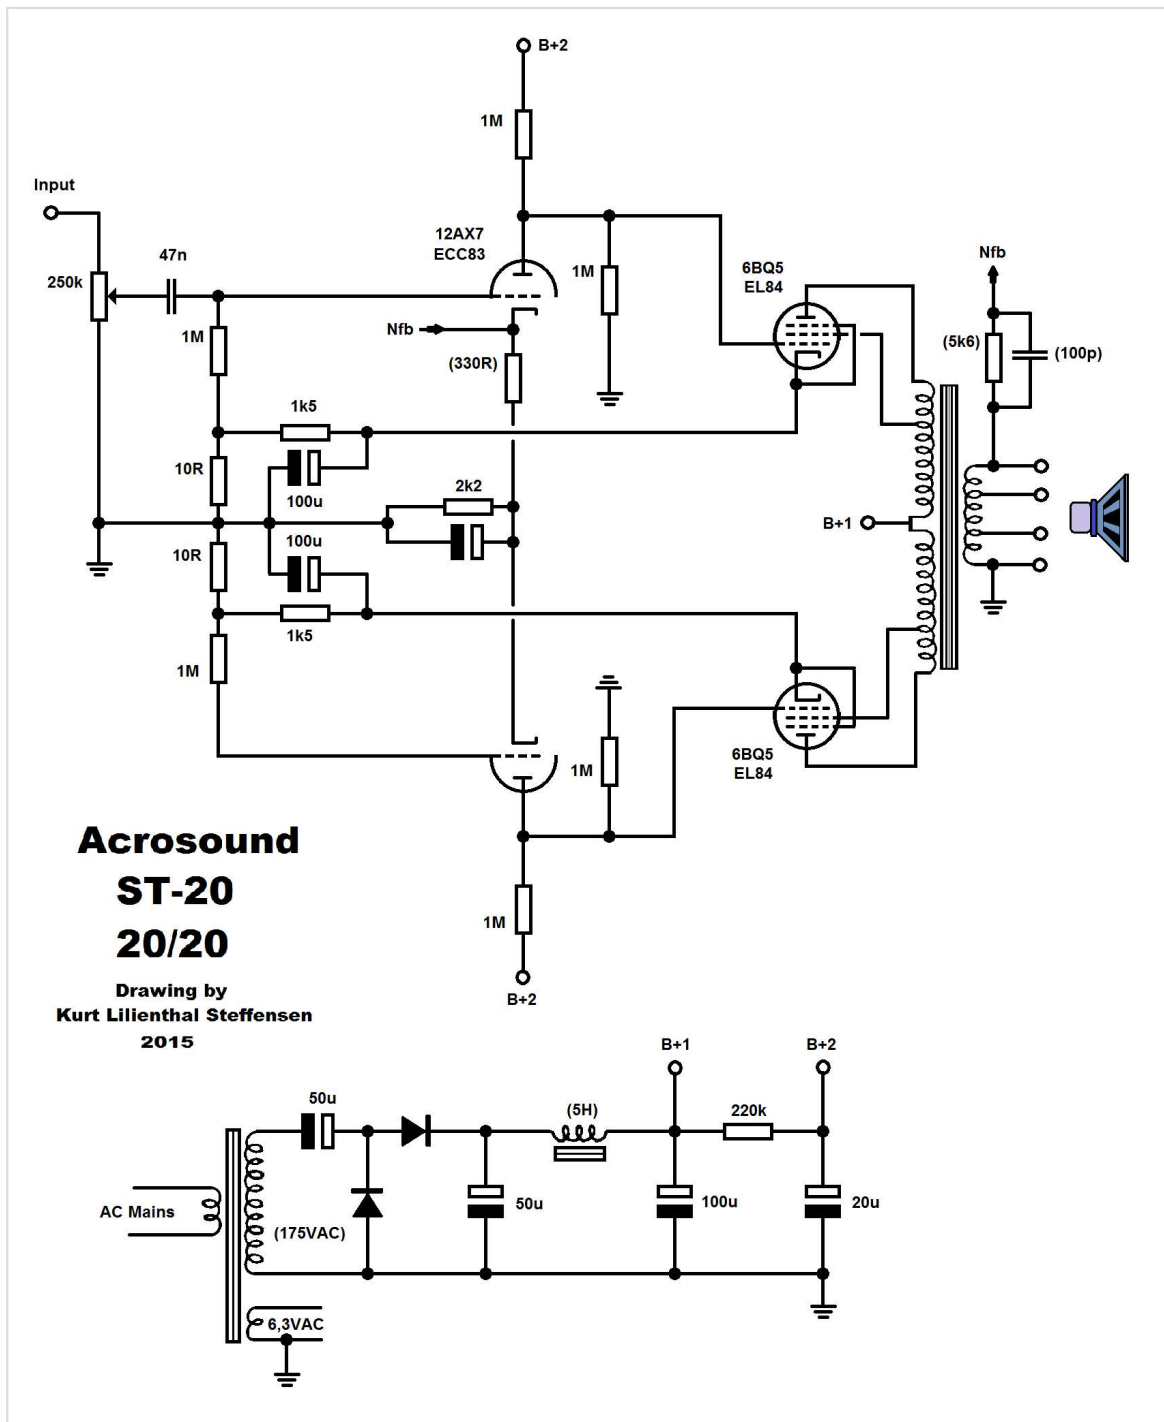 B+2
1M
Input
47n
12AX7
ECC83
250k
1M
6BQ5
EL84
Nfb
1M
Nfb
(330R)
(5k6)
(100p)
1k5
10R
100u
2k2
100u
B+1
10R
1k5
1M
1M
6BQ5
EL84
1M
B+2
Acrosound
ST-20
20/20
Drawing by
Kurt Lilienthal Steffensen
2015
B+1
B+2
50u
(5H)
220k
AC Mains
(175VAC)
50u
100u
20u
6,3VAC